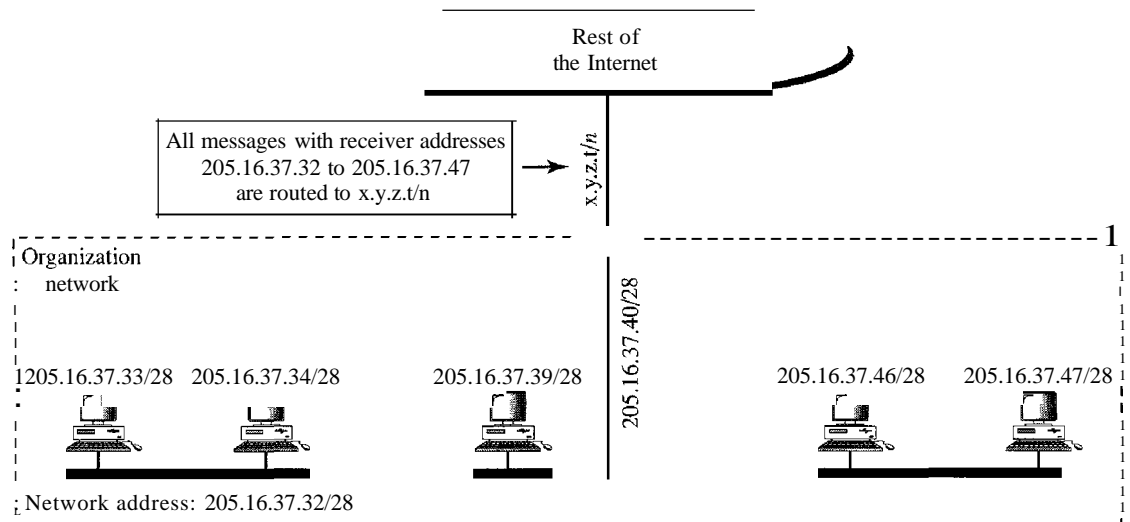 Rest of
the Internet
All messages with receiver addresses
205.16.37.32 to 205.16.37.47
are routed to x.y.z.t/n
x.y.z.t/n
1
Organization
: network
205.16.37.40/28
1205.16.37.33/28
205.16.37.34/28
205.16.37.39/28
205.16.37.46/28
205.16.37.47/28
: Network address: 205.16.37.32/28